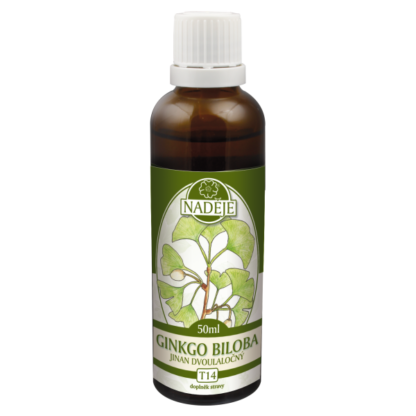 NADĚJE
50ml
GINKGO BILOBA
JINAN DVOULALOČNÝ
T14
doplněk stravy